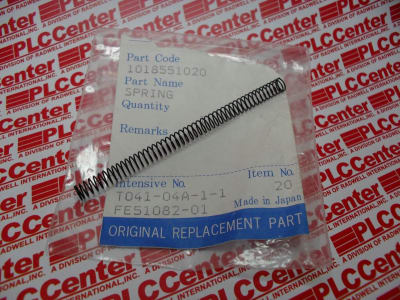 Part Code
1018551020
Part Name
SPRING
Quantity
Remarks
Intensive No.
Item No.
T041-04A-1-1
20
FE51082-01
Made in Japan
ORIGINAL REPLACEMENT PART
PLCCenter
A DIVISION OF RADWELL INTERNATIONAL, INC.